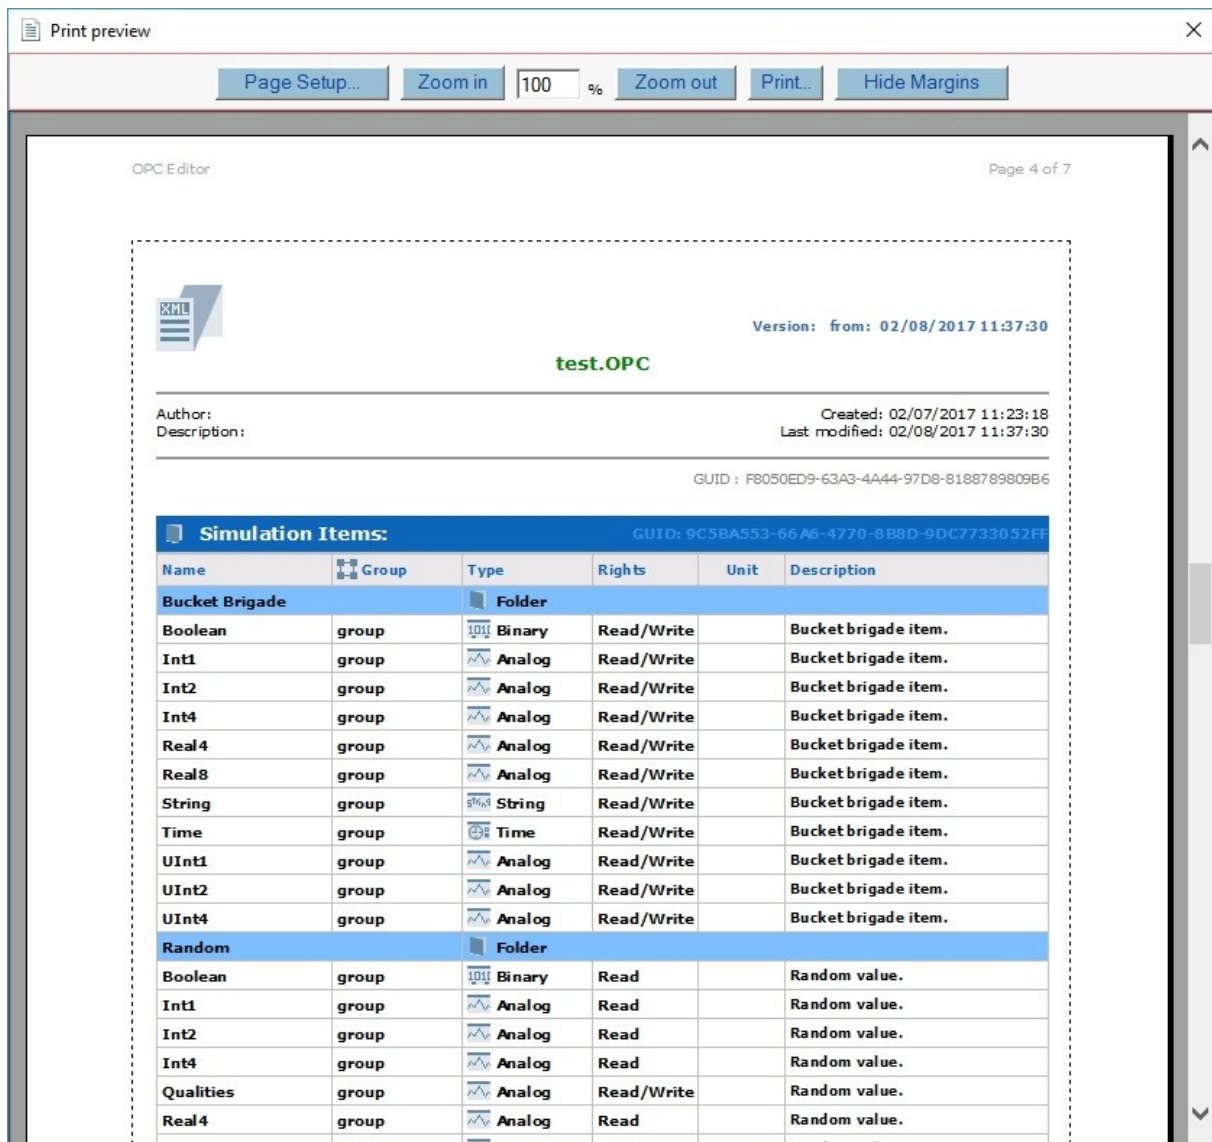 Print preview
Page Setup... Zoom in 100 % Zoom out Print... Hide Margins
OPC Editor Page 4 of 7
XML
Version: from: 02/08/2017 11:37:30
test.OPC
Author: Created: 02/07/2017 11:23:18
Description: Last modified: 02/08/2017 11:37:30
GUID : F8050ED9-63A3-4A44-97D8-8188789809B6
Simulation Items: GUID: 9C5BA553-66A6-4770-8B8D-9DC7733052FF
Name Group Type Rights Unit Description
Bucket Brigade Folder
Boolean group Binary Read/Write Bucket brigade item.
Int1 group Analog Read/Write Bucket brigade item.
Int2 group Analog Read/Write Bucket brigade item.
Int4 group Analog Read/Write Bucket brigade item.
Real4 group Analog Read/Write Bucket brigade item.
Real8 group Analog Read/Write Bucket brigade item.
String group String Read/Write Bucket brigade item.
Time group Time Read/Write Bucket brigade item.
UInt1 group Analog Read/Write Bucket brigade item.
UInt2 group Analog Read/Write Bucket brigade item.
UInt4 group Analog Read/Write Bucket brigade item.
Random Folder
Boolean group Binary Read Random value.
Int1 group Analog Read Random value.
Int2 group Analog Read Random value.
Int4 group Analog Read Random value.
Qualities group Analog Read/Write Random value.
Real4 group Analog Read Random value.